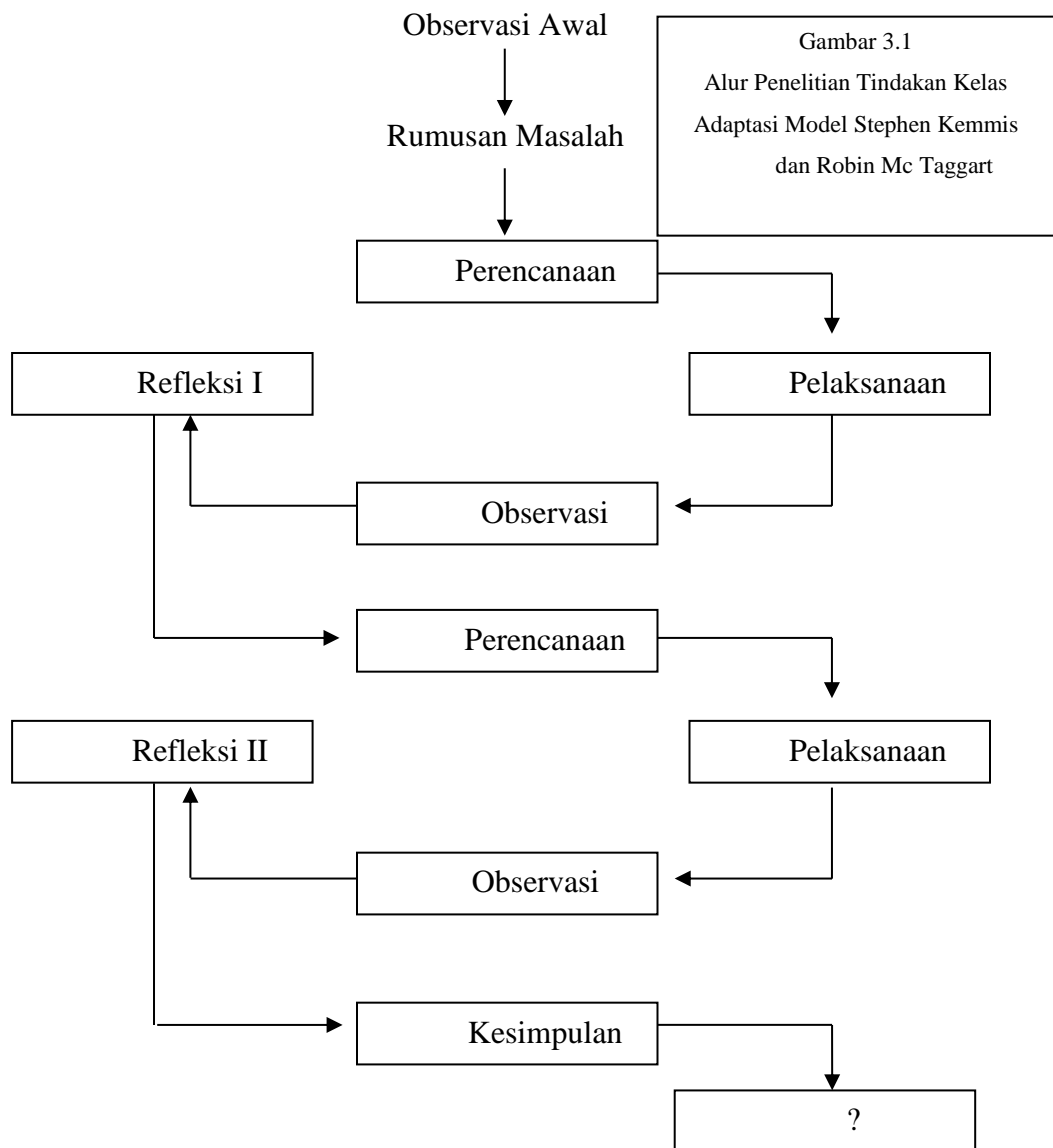 Observasi Awal
Gambar 3.1
Alur Penelitian Tindakan Kelas
Adaptasi Model Stephen Kemmis
dan Robin Mc Taggart
Rumusan Masalah
Perencanaan
Refleksi I
Pelaksanaan
Observasi
Perencanaan
Refleksi II
Pelaksanaan
Observasi
Kesimpulan
?